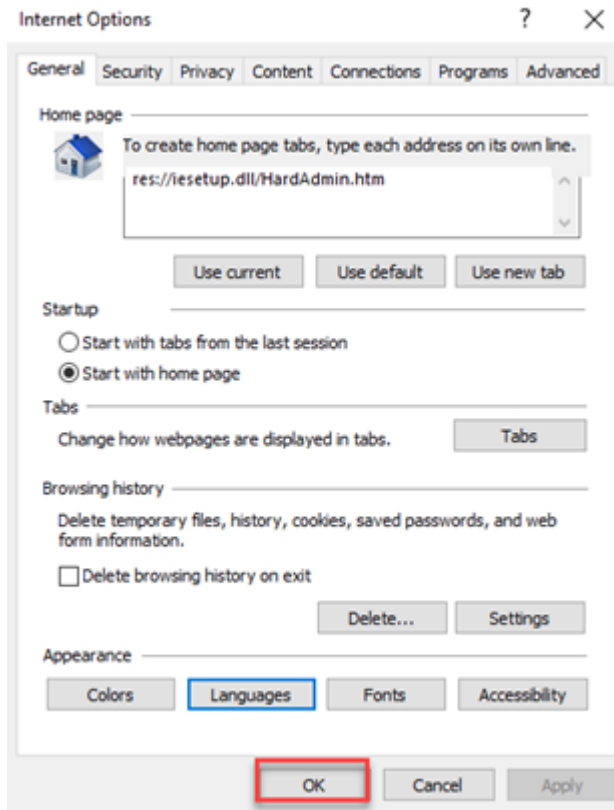 Internet Options ? ×
General Security Privacy Content Connections Programs Advanced
Home page
To create home page tabs, type each address on its own line.
res://iesetup.dll/HardAdmin.htm
Use current Use default Use new tab
Startup
Start with tabs from the last session
Start with home page
Tabs
Change how webpages are displayed in tabs. Tabs
Browsing history
Delete temporary files, history, cookies, saved passwords, and web
form information.
Delete browsing history on exit
Delete... Settings
Appearance
Colors Languages Fonts Accessibility
OK Cancel Apply